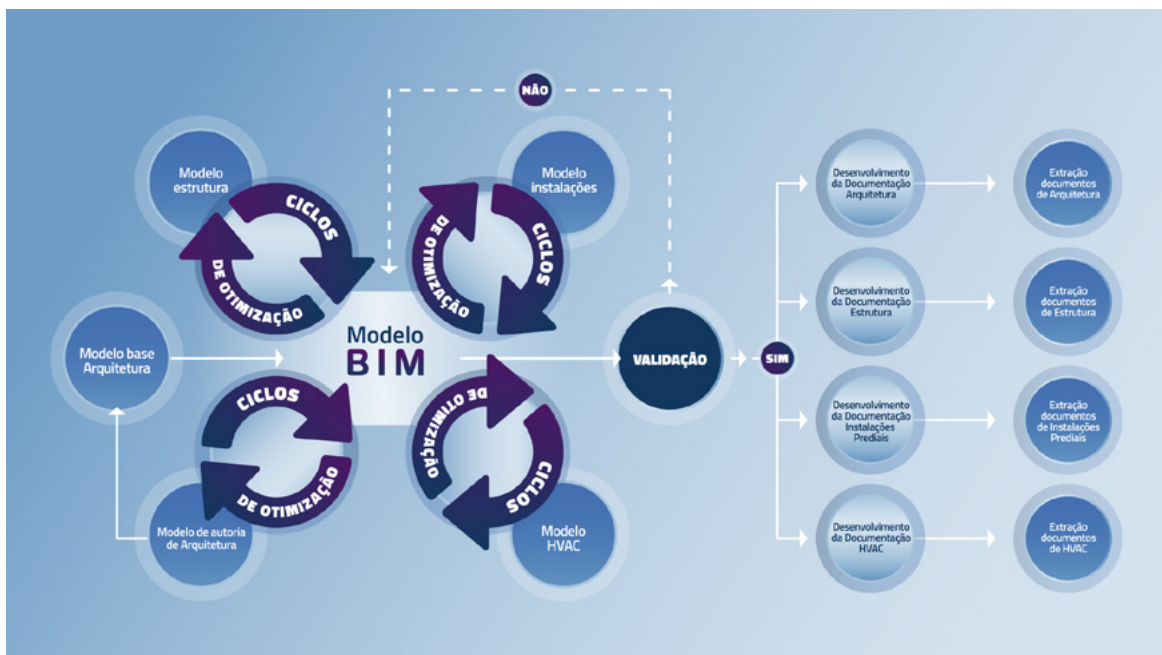 NÃO
Modelo
estrutura
CICLOS
DE OTIMIZAÇÃO
Modelo
instalações
CICLOS
DE OTIMIZAÇÃO
Modelo base
Arquitetura
Modelo
BIM
VALIDAÇÃO
SIM
CICLOS
DE OTIMIZAÇÃO
Modelo de autoria
de Arquitetura
CICLOS
DE OTIMIZAÇÃO
Modelo
HVAC
Desenvolvimento
da Documentação
Arquitetura
Extração
documentos
de Arquitetura
Desenvolvimento
da Documentação
Estrutura
Extração
documentos
de Estrutura
Desenvolvimento
da Documentação
Instalações
Prediais
Extração
documentos
de Instalações
Prediais
Desenvolvimento
da Documentação
HVAC
Extração
documentos
de HVAC